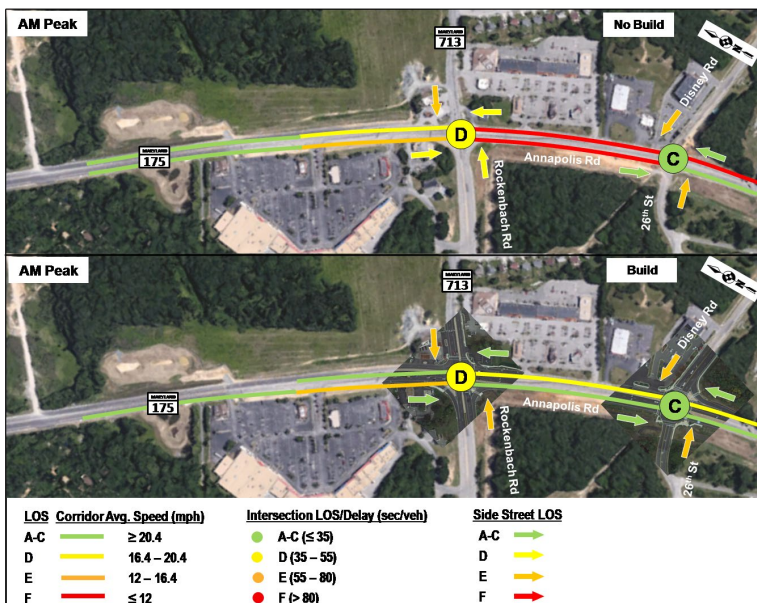 AM Peak
No Build
MARYLAND
713
N
Disney Rd
D
MARYLAND
175
C
Annapolis Rd
Rockenbach Rd
26th St
AM Peak
Build
MARYLAND
713
N
Disney Rd
D
MARYLAND
175
C
Annapolis Rd
Rockenbach Rd
26th St
LOS Corridor Avg. Speed (mph)
A-C ≥ 20.4
D 16.4 – 20.4
E 12 – 16.4
F ≤ 12
Intersection LOS/Delay (sec/veh)
A-C (≤ 35)
D (35 – 55)
E (55 – 80)
F (> 80)
Side Street LOS
A-C
D
E
F